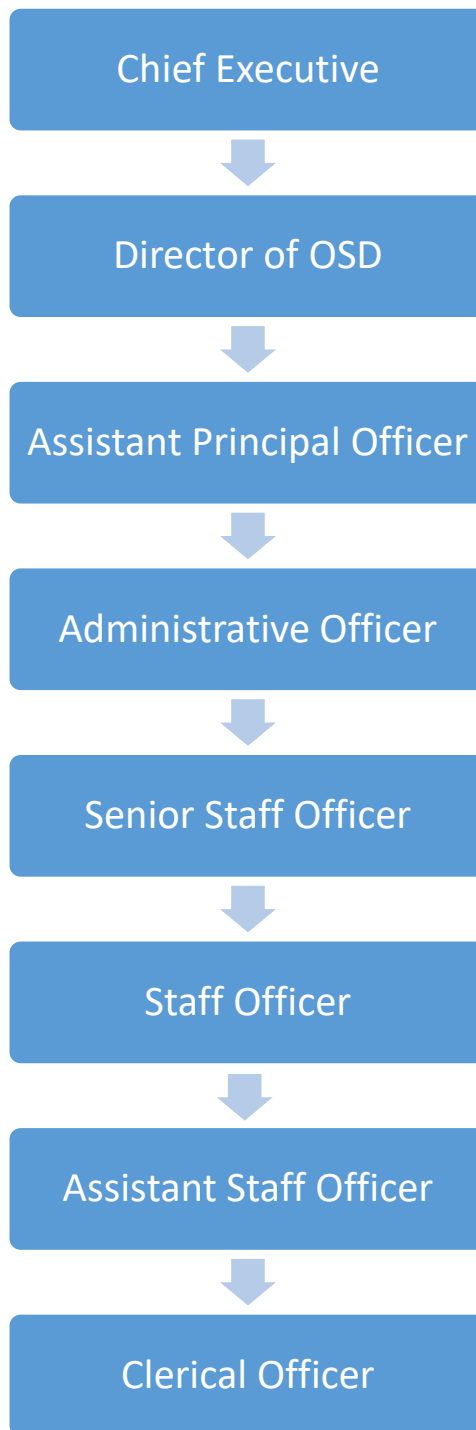 Chief Executive
Director of OSD
Assistant Principal Officer
Administrative Officer
Senior Staff Officer
Staff Officer
Assistant Staff Officer
Clerical Officer